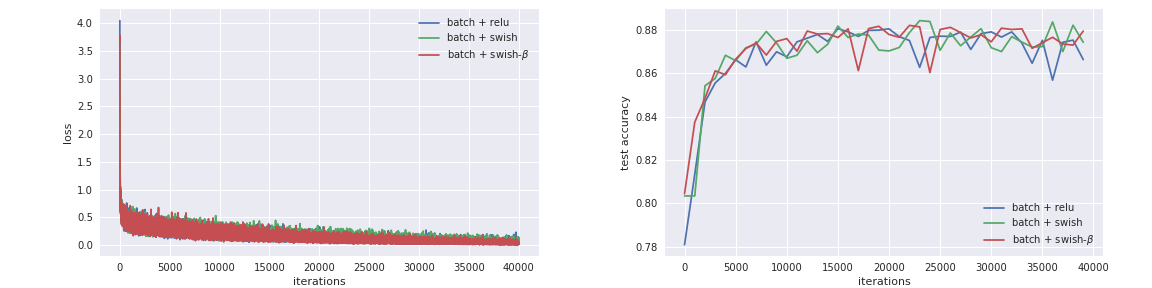 4.0
3.5
3.0
2.5
2.0
1.5
1.0
0.5
0.0
loss
batch + relu
batch + swish
batch + swish-β
0 5000 10000 15000 20000 25000 30000 35000 40000
iterations
0.88
0.86
0.84
0.82
0.80
0.78
test accuracy
batch + relu
batch + swish
batch + swish-β
0 5000 10000 15000 20000 25000 30000 35000 40000
iterations